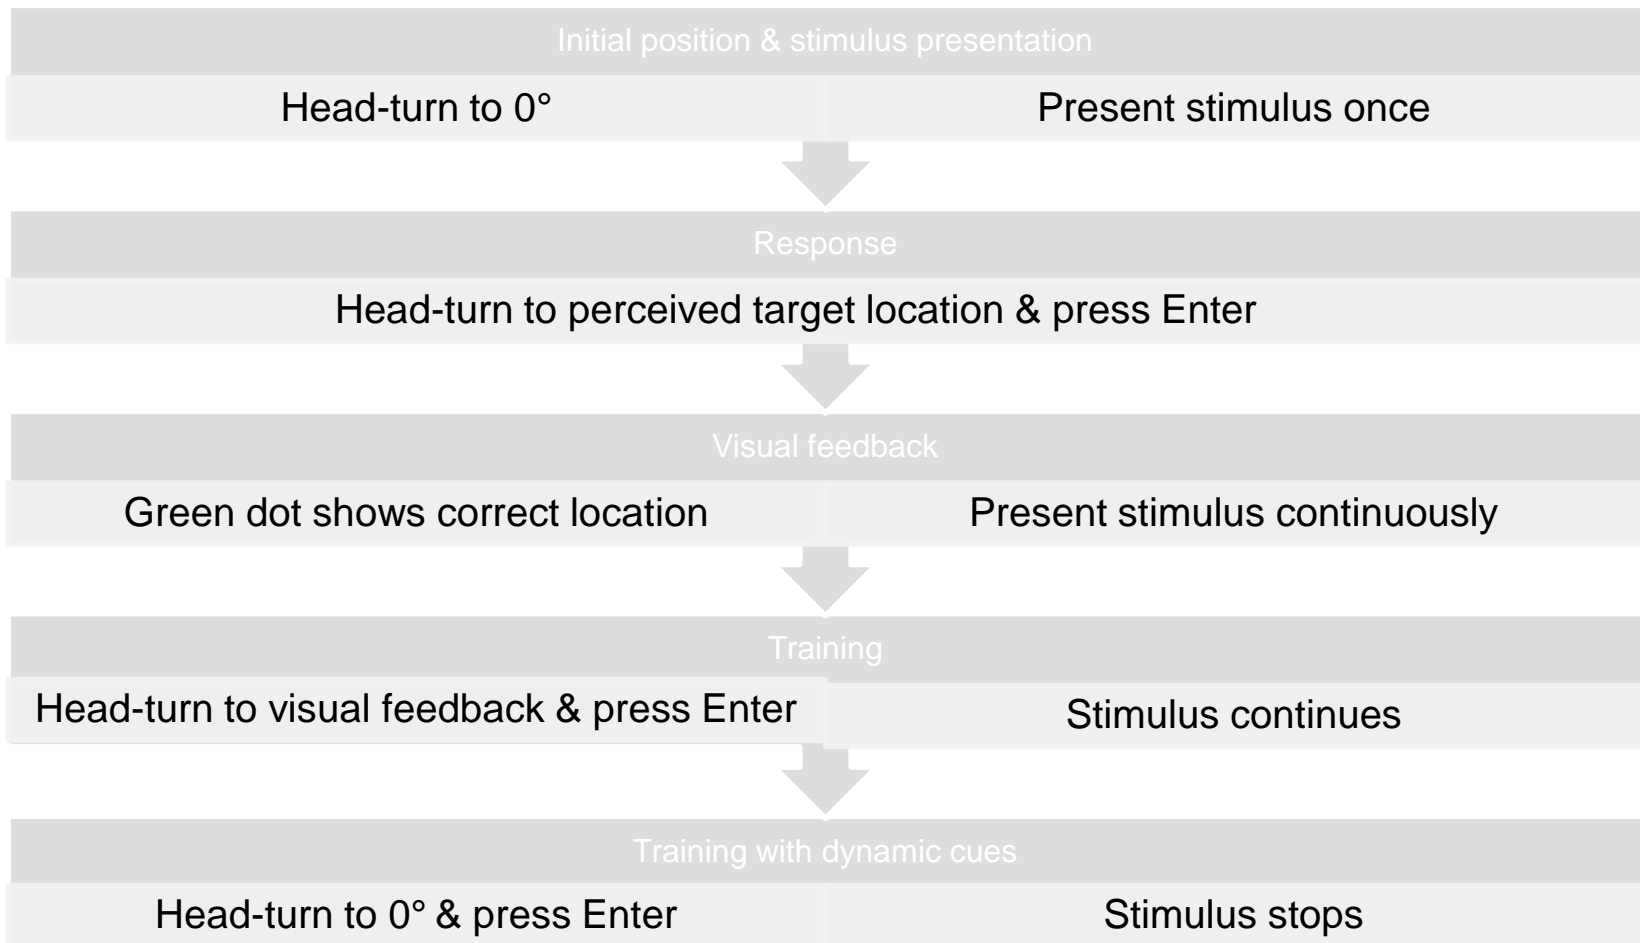 Initial position & stimulus presentation
Head-turn to 0°
Present stimulus once
Response
Head-turn to perceived target location & press Enter
Visual feedback
Green dot shows correct location
Present stimulus continuously
Training
Head-turn to visual feedback & press Enter
Stimulus continues
Training with dynamic cues
Head-turn to 0° & press Enter
Stimulus stops